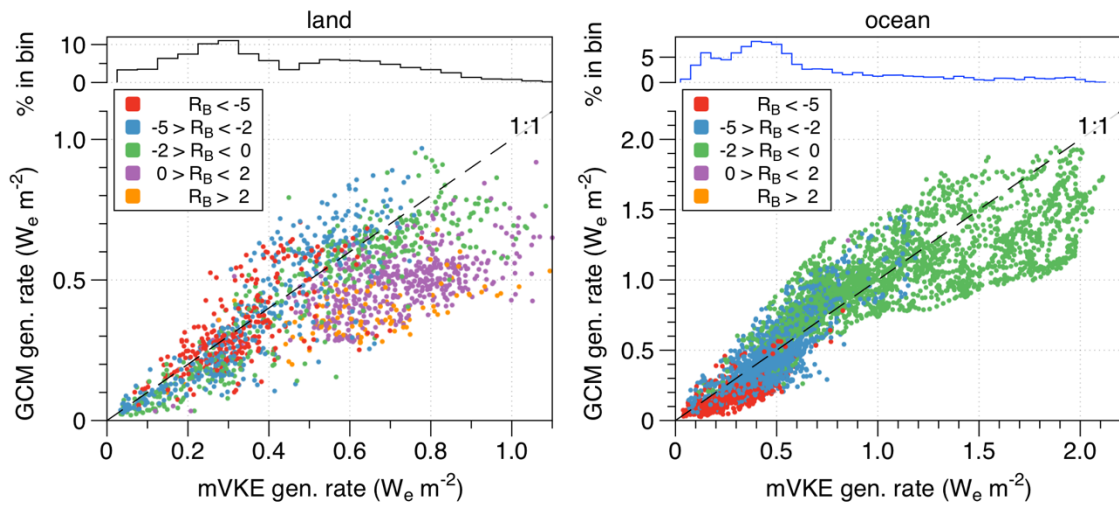 land
% in bin
10
0
R_B < -5
-5 > R_B < -2
-2 > R_B < 0
0 > R_B < 2
R_B > 2
1:1
GCM gen. rate (W_e m^-2)
1.0
0.5
0
0 0.2 0.4 0.6 0.8 1.0
mVKE gen. rate (W_e m^-2)
ocean
% in bin
5
0
R_B < -5
-5 > R_B < -2
-2 > R_B < 0
0 > R_B < 2
R_B > 2
1:1
GCM gen. rate (W_e m^-2)
2.0
1.5
1.0
0.5
0
0 0.5 1.0 1.5 2.0
mVKE gen. rate (W_e m^-2)